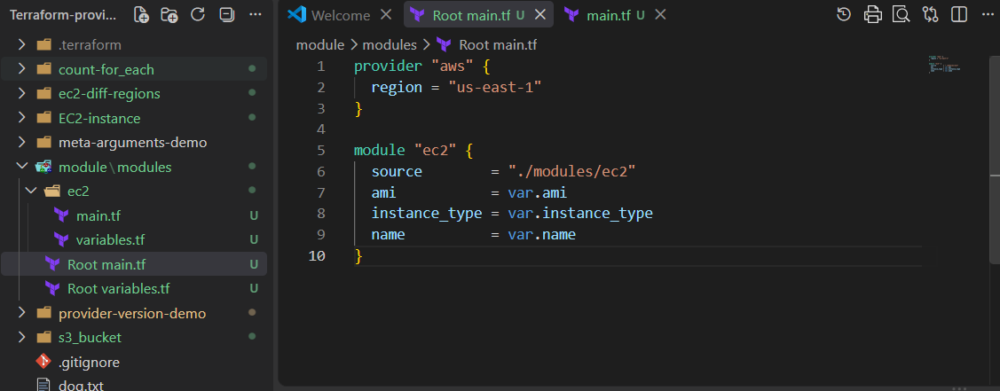 Terraform-provi...
.terraform
count-for_each
ec2-diff-regions
EC2-instance
meta-arguments-demo
module\modules
ec2
main.tf U
variables.tf U
Root main.tf U
Root variables.tf U
provider-version-demo
s3_bucket
.gitignore
dog.txt
Welcome
Root main.tf U
main.tf U
module > modules > Root main.tf
1 provider "aws" {
2 region = "us-east-1"
3 }
4
5 module "ec2" {
6 source = "./modules/ec2"
7 ami = var.ami
8 instance_type = var.instance_type
9 name = var.name
10 }